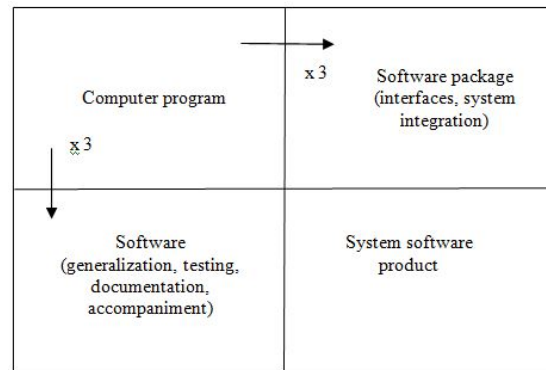 Computer program
x 3
x 3
Software package
(interfaces, system
integration)
Software
(generalization, testing,
documentation,
accompaniment)
System software
product